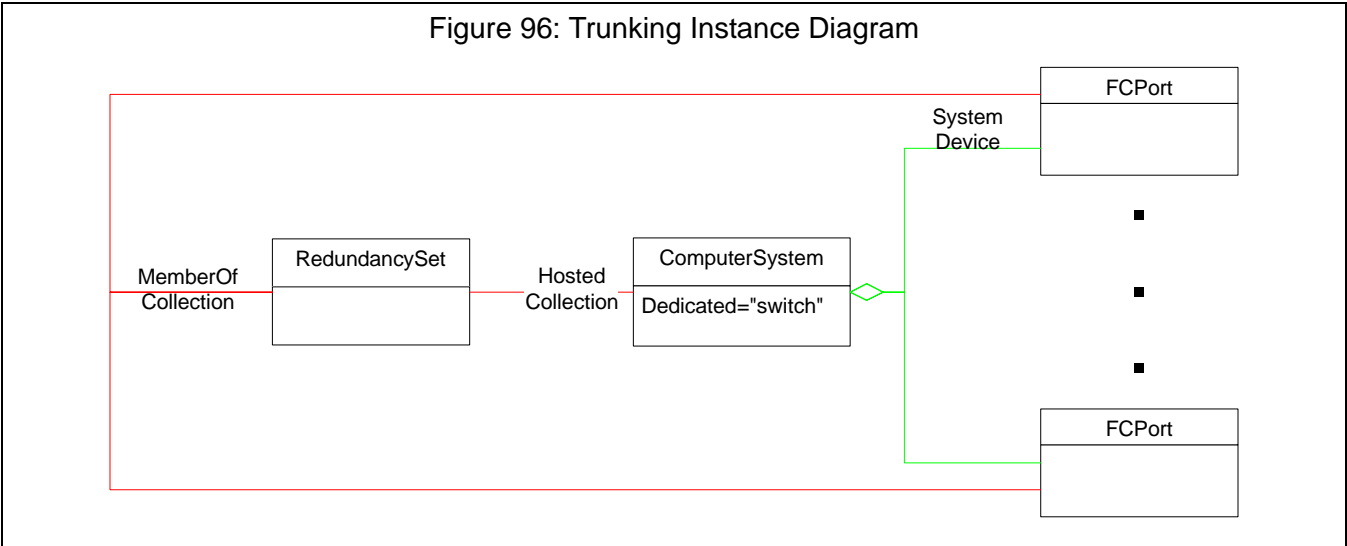 Figure 96: Trunking Instance Diagram
FCPort
System
Device
RedundancySet
ComputerSystem
MemberOf
Collection
Hosted
Collection
Dedicated="switch"
FCPort